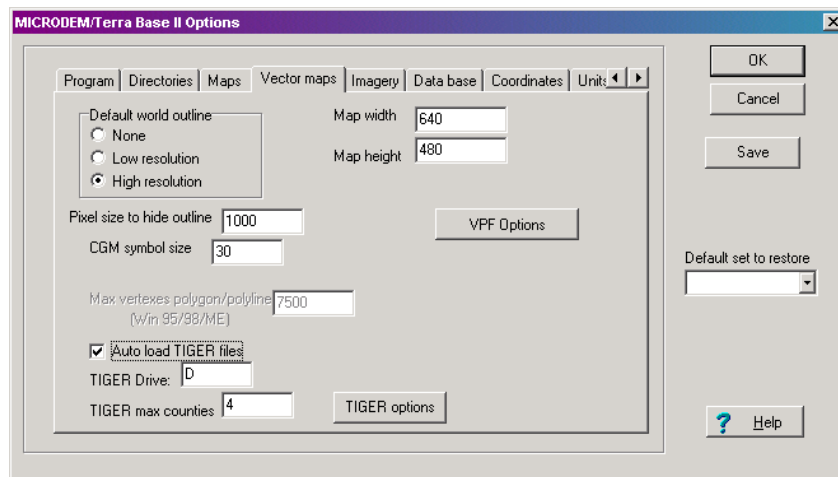 MICRODEM/Terra Base II Options
Program Directories Maps Vector maps Imagery Data base Coordinates Units
Default world outline
None
Low resolution
High resolution
Map width 640
Map height 480
Pixel size to hide outline 1000
CGM symbol size 30
VPF Options
Max vertexes polygon/polyline 7500
(Win 95/98/ME)
Auto load TIGER files
TIGER Drive: D
TIGER max counties 4
TIGER options
OK
Cancel
Save
Default set to restore
? Help